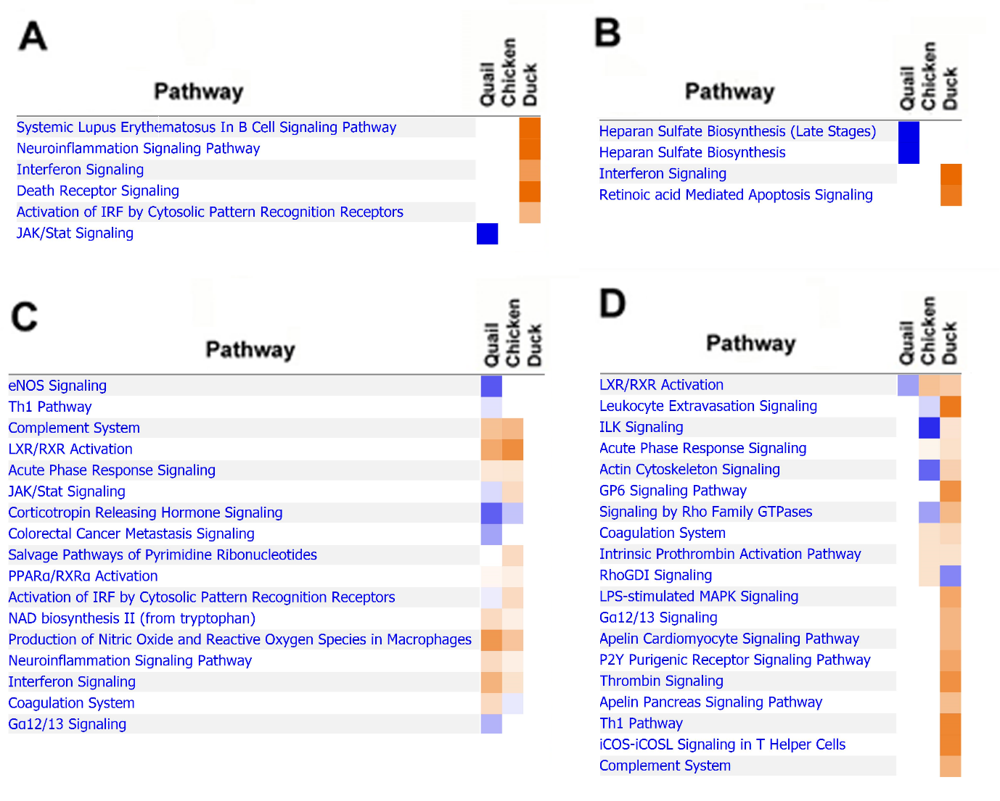 A
Pathway
Quail
Chicken
Duck
Systemic Lupus Erythematosus In B Cell Signaling Pathway
Neuroinflammation Signaling Pathway
Interferon Signaling
Death Receptor Signaling
Activation of IRF by Cytosolic Pattern Recognition Receptors
JAK/Stat Signaling
B
Pathway
Quail
Chicken
Duck
Heparan Sulfate Biosynthesis (Late Stages)
Heparan Sulfate Biosynthesis
Interferon Signaling
Retinoic acid Mediated Apoptosis Signaling
C
Pathway
Quail
Chicken
Duck
eNOS Signaling
Th1 Pathway
Complement System
LXR/RXR Activation
Acute Phase Response Signaling
JAK/Stat Signaling
Corticotropin Releasing Hormone Signaling
Colorectal Cancer Metastasis Signaling
Salvage Pathways of Pyrimidine Ribonucleotides
PPARα/RXRα Activation
Activation of IRF by Cytosolic Pattern Recognition Receptors
NAD biosynthesis II (from tryptophan)
Production of Nitric Oxide and Reactive Oxygen Species in Macrophages
Neuroinflammation Signaling Pathway
Interferon Signaling
Coagulation System
Gα12/13 Signaling
D
Pathway
Quail
Chicken
Duck
LXR/RXR Activation
Leukocyte Extravasation Signaling
ILK Signaling
Acute Phase Response Signaling
Actin Cytoskeleton Signaling
GP6 Signaling Pathway
Signaling by Rho Family GTPases
Coagulation System
Intrinsic Prothrombin Activation Pathway
RhoGDI Signaling
LPS-stimulated MAPK Signaling
Gα12/13 Signaling
Apelin Cardiomyocyte Signaling Pathway
P2Y Purigenic Receptor Signaling Pathway
Thrombin Signaling
Apelin Pancreas Signaling Pathway
Th1 Pathway
iCOS-iCOSL Signaling in T Helper Cells
Complement System